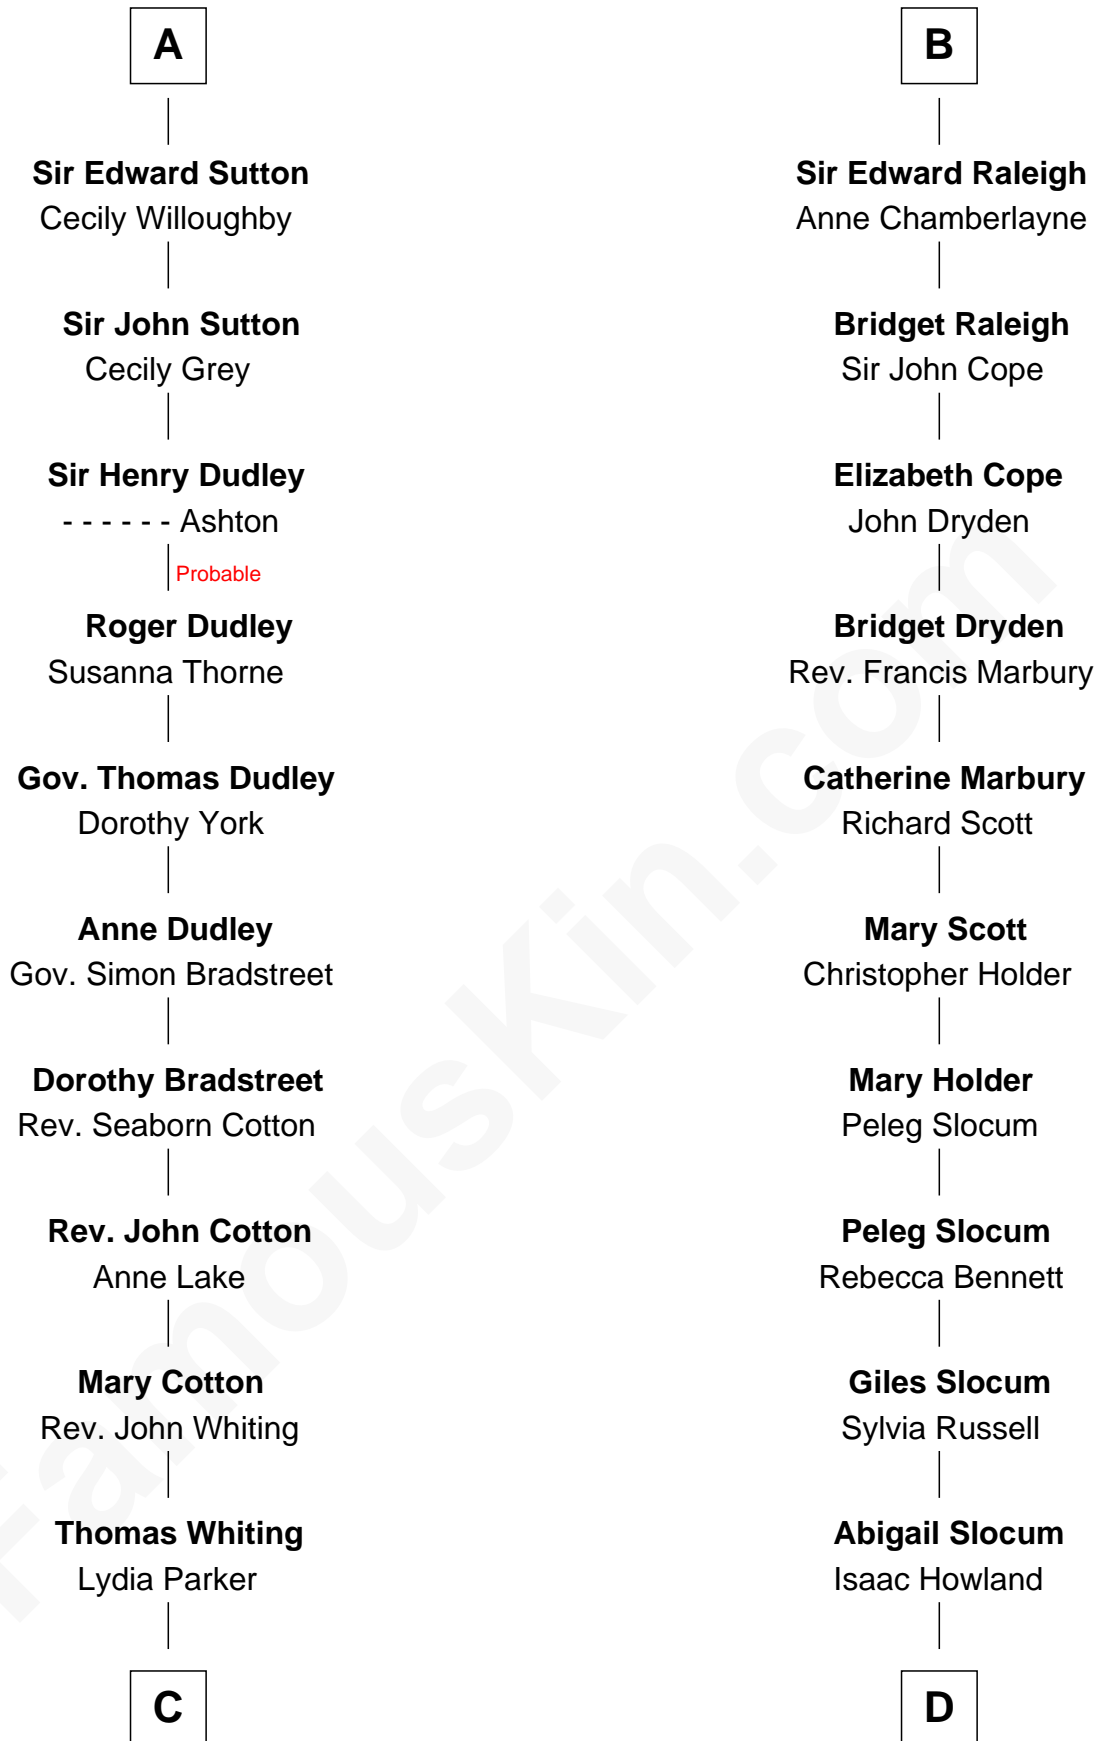 A
Sir Edward Sutton
Cecily Willoughby
Sir John Sutton
Cecily Grey
Sir Henry Dudley
- - - - - - Ashton
Probable
Roger Dudley
Susanna Thorne
Gov. Thomas Dudley
Dorothy York
Anne Dudley
Gov. Simon Bradstreet
Dorothy Bradstreet
Rev. Seaborn Cotton
Rev. John Cotton
Anne Lake
Mary Cotton
Rev. John Whiting
Thomas Whiting
Lydia Parker
C
B
Sir Edward Raleigh
Anne Chamberlayne
Bridget Raleigh
Sir John Cope
Elizabeth Cope
John Dryden
Bridget Dryden
Rev. Francis Marbury
Catherine Marbury
Richard Scott
Mary Scott
Christopher Holder
Mary Holder
Peleg Slocum
Peleg Slocum
Rebecca Bennett
Giles Slocum
Sylvia Russell
Abigail Slocum
Isaac Howland
D
FamousKin.com